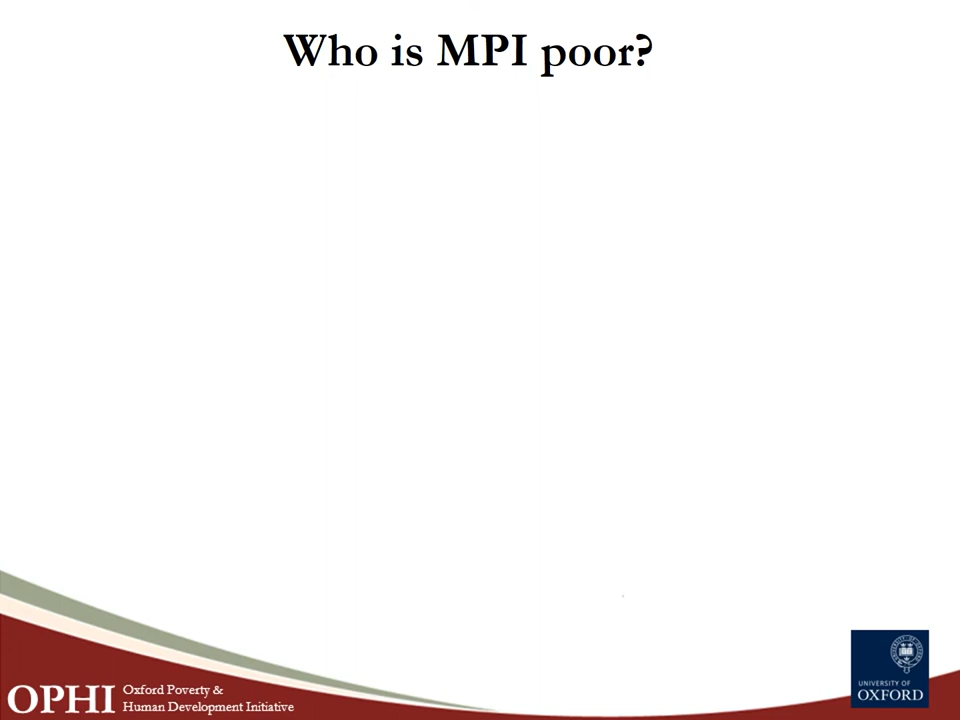 Who is MPI poor?
OPHI
Oxford Poverty &
Human Development Initiative
UNIVERSITY OF
OXFORD